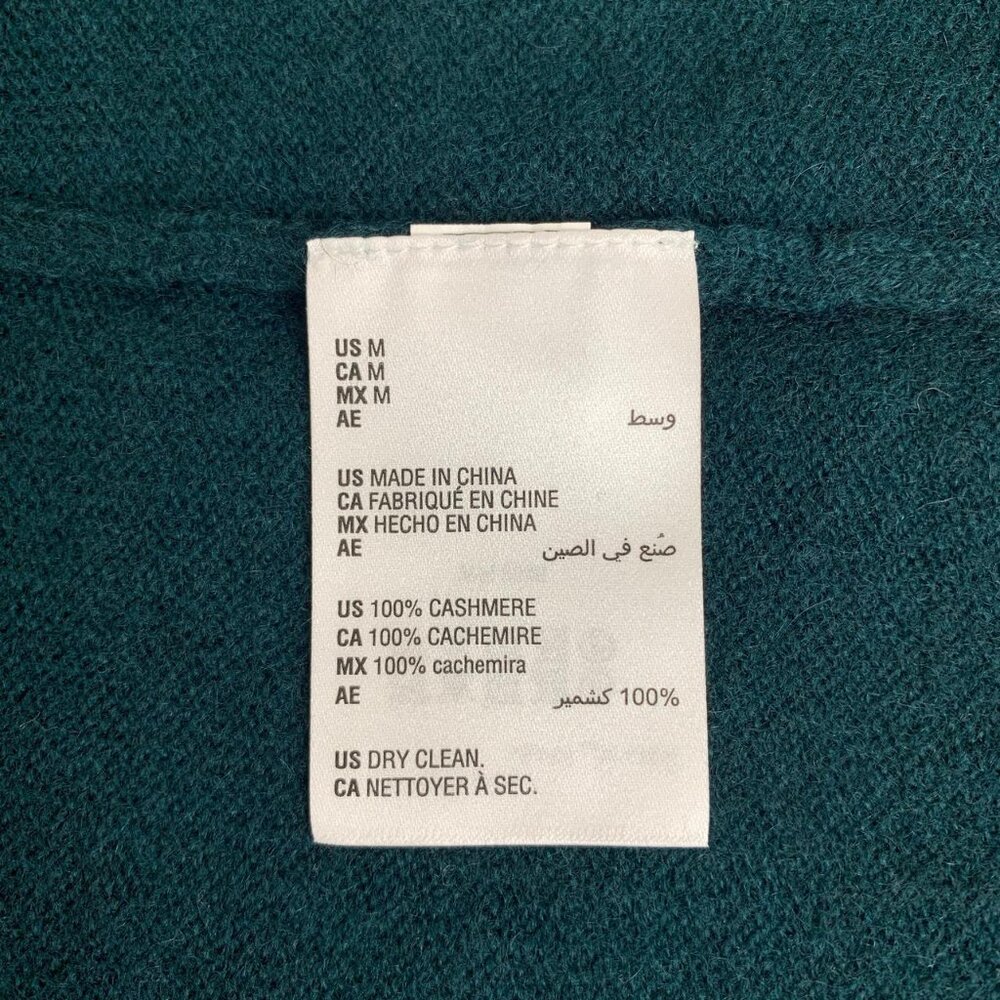 US M
CA M
MX M
AE وسط
US MADE IN CHINA
CA FABRIQUÉ EN CHINE
MX HECHO EN CHINA
AE صُنع في الصين
US 100% CASHMERE
CA 100% CACHEMIRE
MX 100% cachemira
AE 100% كشمير
US DRY CLEAN.
CA NETTOYER À SEC.